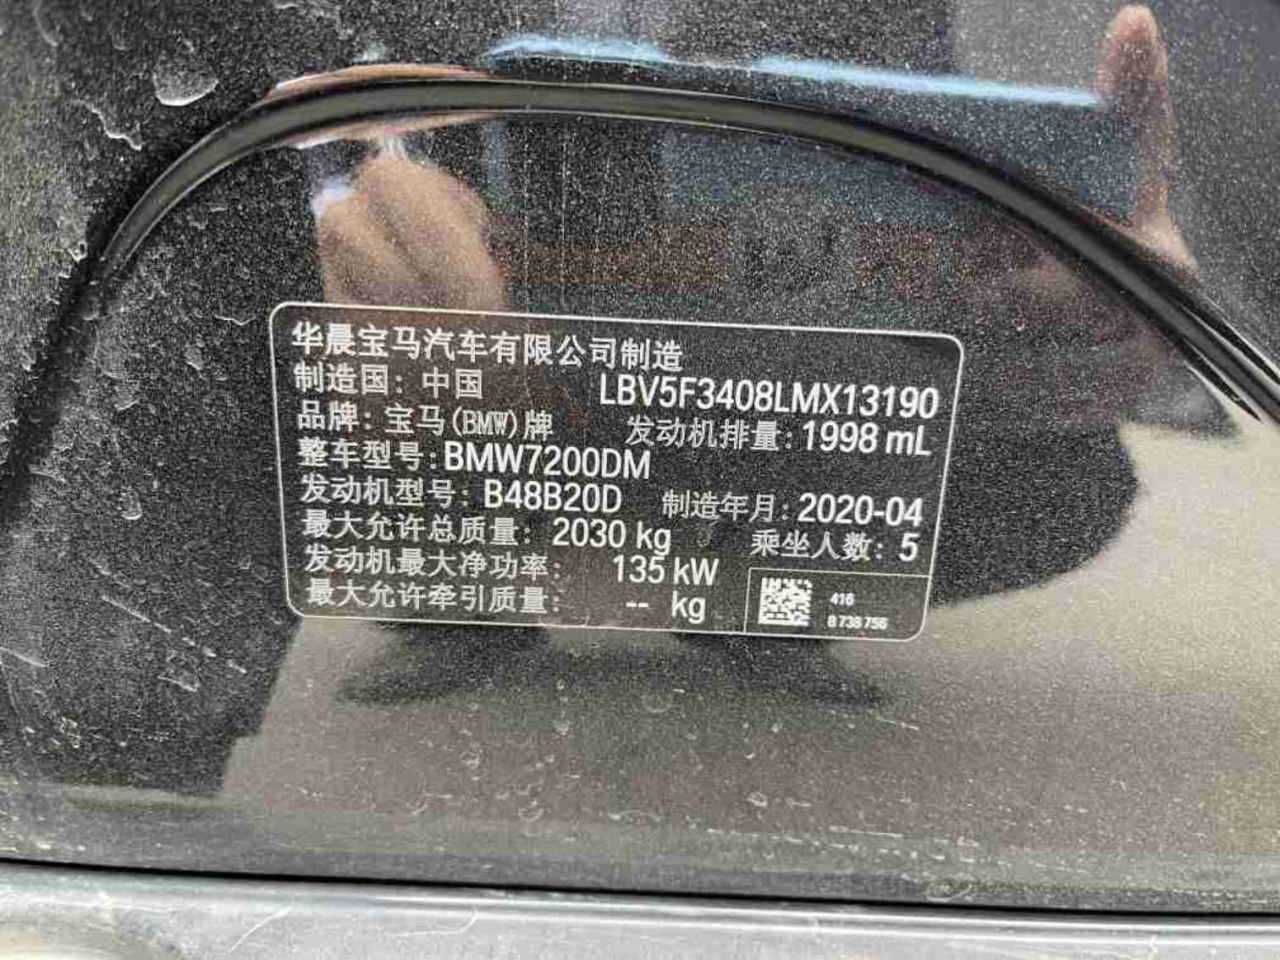 华晨宝马汽车有限公司制造
制造国：中国 LBV5F3408LMX13190
品牌：宝马(BMW)牌 发动机排量：1998 mL
整车型号：BMW7200DM
发动机型号：B48B20D 制造年月：2020-04
最大允许总质量：2030 kg 乘坐人数：5
发动机最大净功率：135 kW
最大允许牵引质量：-- kg
416
8 738 756